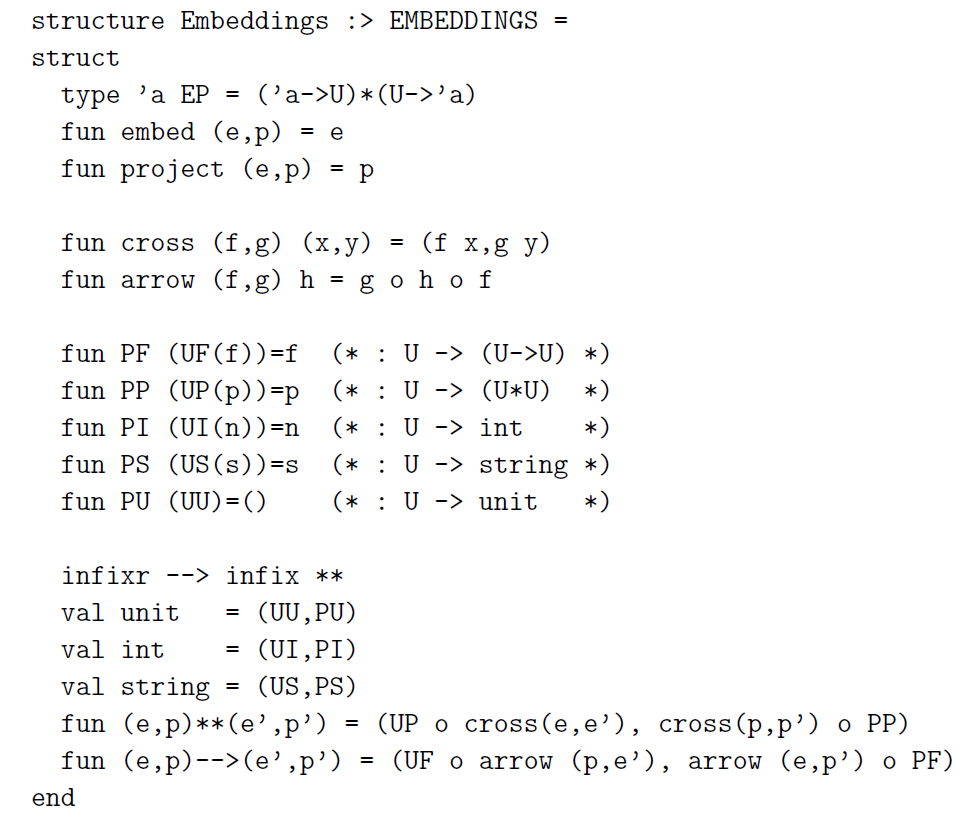 structure Embeddings :> EMBEDDINGS =
struct
  type ’a EP = (’a->U)*(U->’a)
  fun embed (e,p) = e
  fun project (e,p) = p

  fun cross (f,g) (x,y) = (f x,g y)
  fun arrow (f,g) h = g o h o f

  fun PF (UF(f))=f  (* : U -> (U->U) *)
  fun PP (UP(p))=p  (* : U -> (U*U)  *)
  fun PI (UI(n))=n  (* : U -> int    *)
  fun PS (US(s))=s  (* : U -> string *)
  fun PU (UU)=()    (* : U -> unit   *)

  infixr --> infix **
  val unit   = (UU,PU)
  val int    = (UI,PI)
  val string = (US,PS)
  fun (e,p)**(e’,p’) = (UP o cross(e,e’), cross(p,p’) o PP)
  fun (e,p)-->(e’,p’) = (UF o arrow (p,e’), arrow (e,p’) o PF)
end